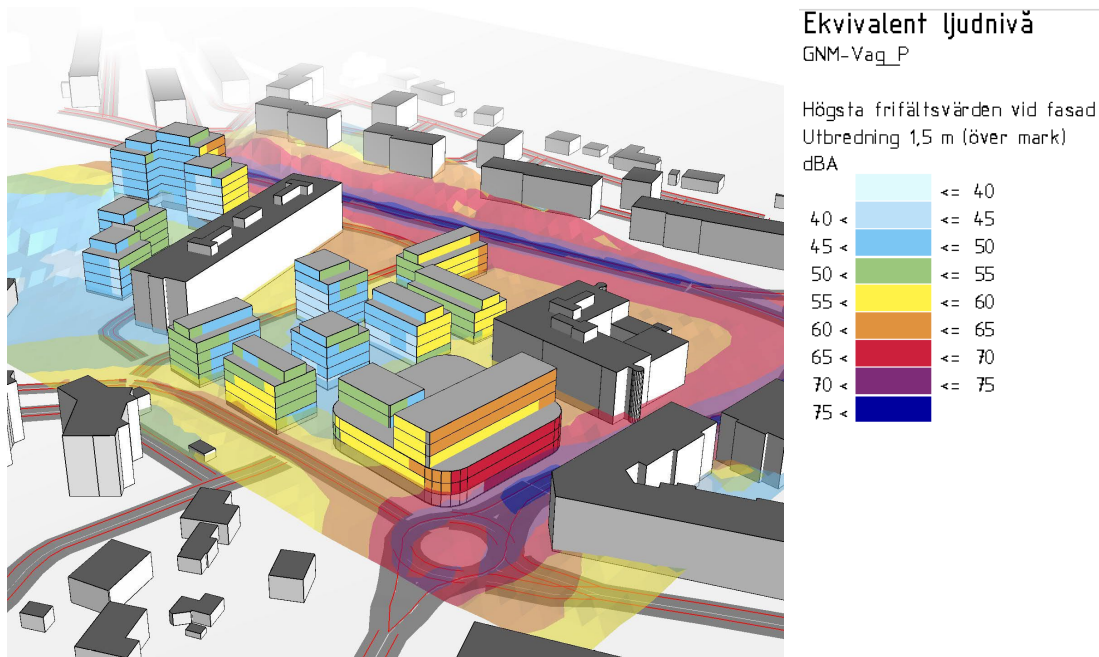 Ekvivalent ljudnivå
GNM-Vag_P
Högsta frifältsvärden vid fasad
Utbredning 1,5 m (över mark)
dBA
<= 40
40 < <= 45
45 < <= 50
50 < <= 55
55 < <= 60
60 < <= 65
65 < <= 70
70 < <= 75
75 <